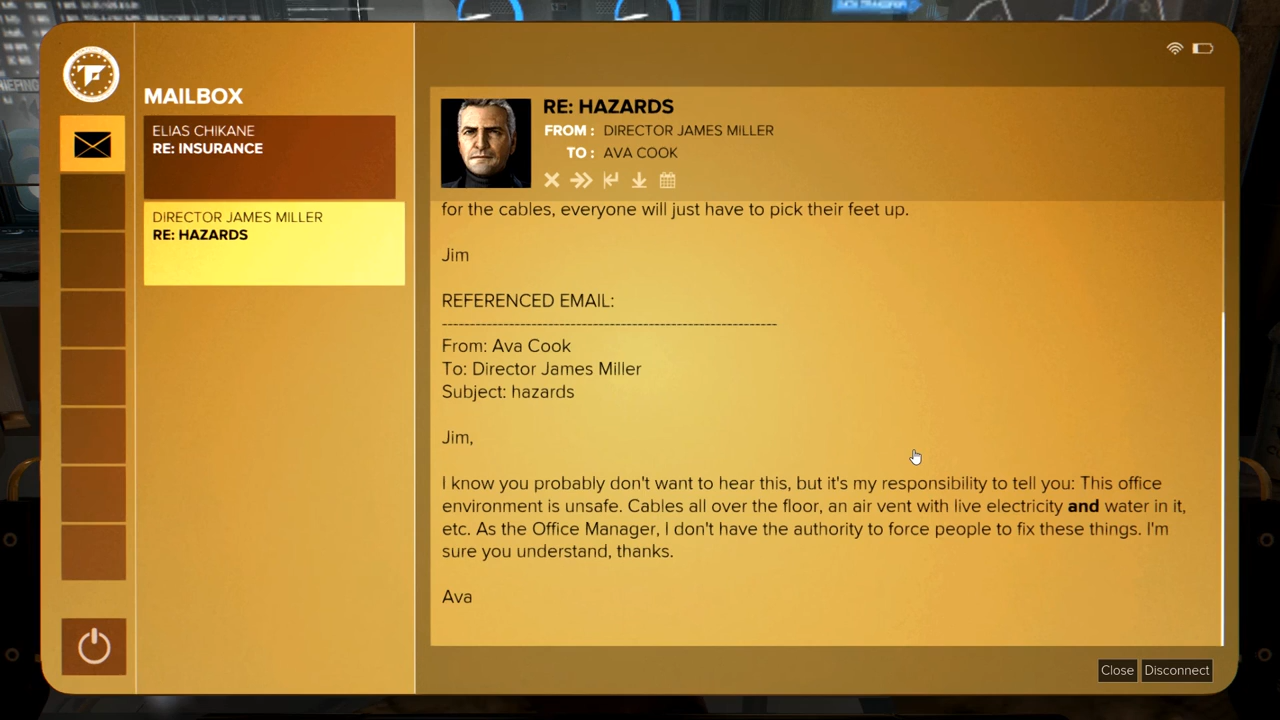 MAILBOX
ELIAS CHIKANE
RE: INSURANCE
DIRECTOR JAMES MILLER
RE: HAZARDS
RE: HAZARDS
FROM : DIRECTOR JAMES MILLER
TO : AVA COOK
for the cables, everyone will just have to pick their feet up.
Jim
REFERENCED EMAIL:
------------------------------------------------------------
From: Ava Cook
To: Director James Miller
Subject: hazards
Jim,
I know you probably don't want to hear this, but it's my responsibility to tell you: This office
environment is unsafe. Cables all over the floor, an air vent with live electricity and water in it,
etc. As the Office Manager, I don't have the authority to force people to fix these things. I'm
sure you understand, thanks.
Ava
Close Disconnect